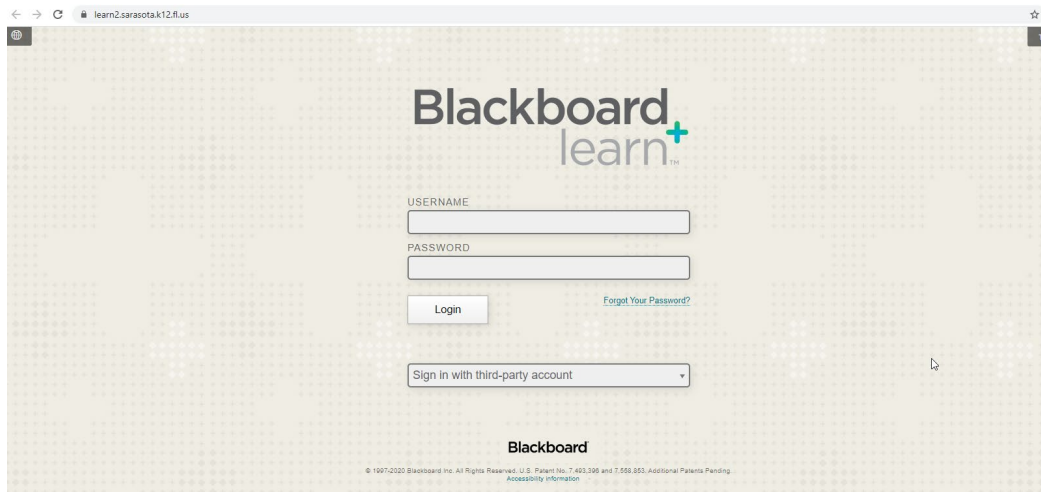 learn2.sarasota.k12.fl.us
Blackboard
learn™
USERNAME
PASSWORD
Login
Forgot Your Password?
Sign in with third-party account
Blackboard
© 1997-2020 Blackboard Inc. All Rights Reserved. U.S. Patent No. 7,493,396 and 7,558,853. Additional Patents Pending.
Accessibility information